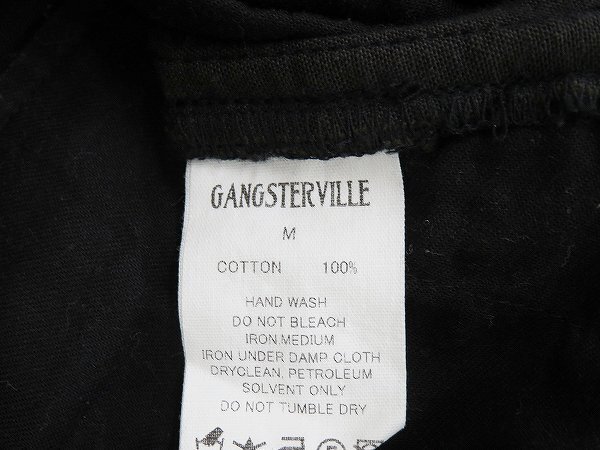 GANGSTERVILLE
M
COTTON 100%
HAND WASH
DO NOT BLEACH
IRON MEDIUM
IRON UNDER DAMP CLOTH
DRYCLEAN, PETROLEUM
SOLVENT ONLY
DO NOT TUMBLE DRY